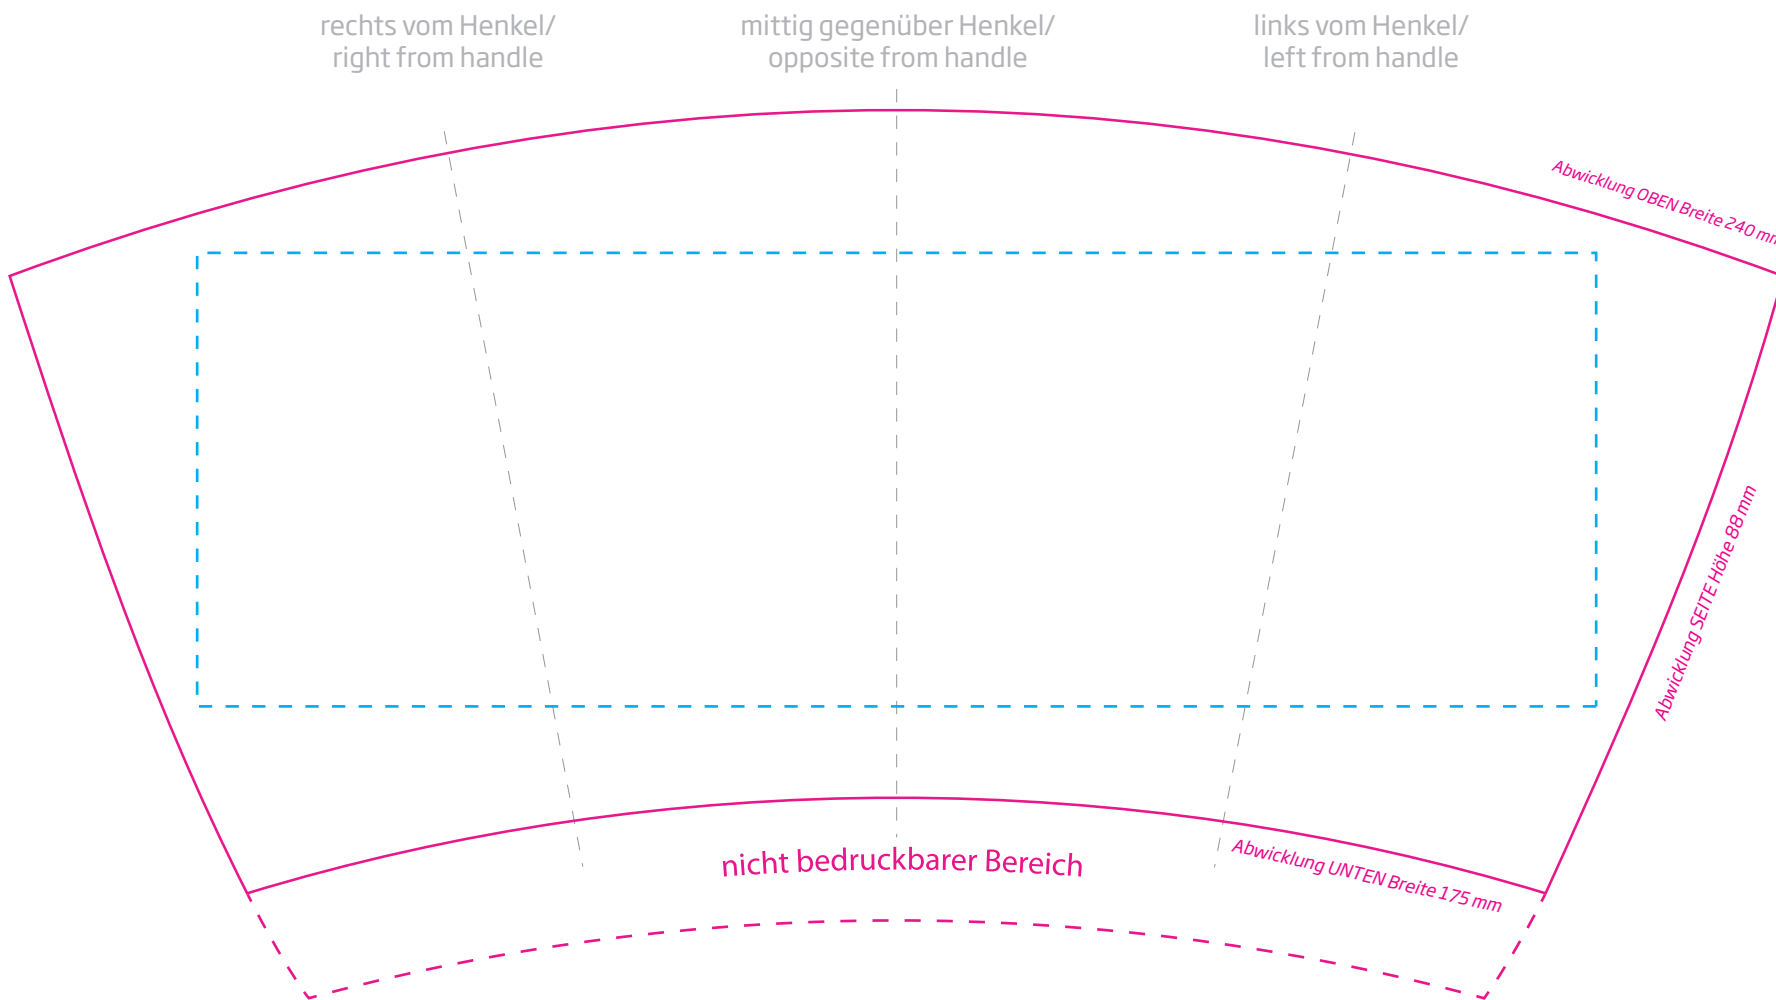 rechts vom Henkel/
right from handle
mittig gegenüber Henkel/
opposite from handle
links vom Henkel/
left from handle
Abwicklung OBEN Breite 240 mm
Abwicklung SEITE Höhe 88 mm
nicht bedruckbarer Bereich
Abwicklung UNTEN Breite 175 mm